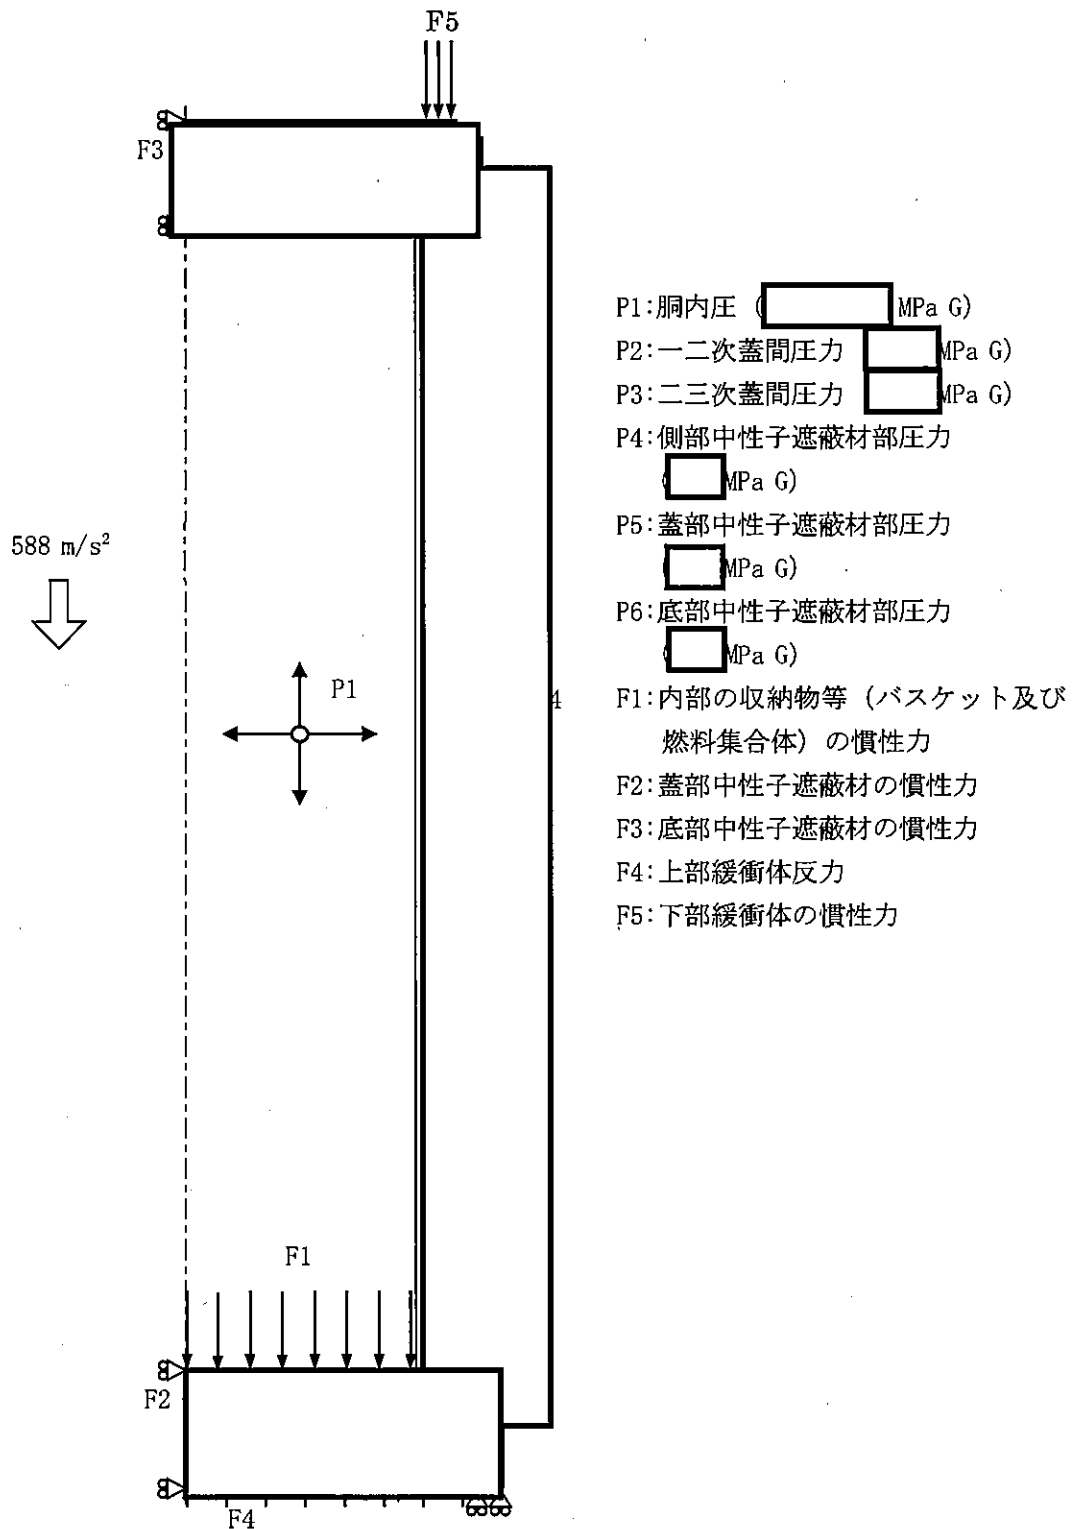 F5
F3
P1:胴内圧 ( MPa G)
P2:一二次蓋間圧力 MPa G)
P3:二三次蓋間圧力 MPa G)
P4:側部中性子遮蔽材部圧力
( MPa G)
588 m/s²
P5:蓋部中性子遮蔽材部圧力
( MPa G)
P6:底部中性子遮蔽材部圧力
( MPa G)
P1
4
F1:内部の収納物等 (バスケット及び
燃料集合体) の慣性力
F2:蓋部中性子遮蔽材の慣性力
F3:底部中性子遮蔽材の慣性力
F4:上部緩衝体反力
F5:下部緩衝体の慣性力
F1
F2
F4